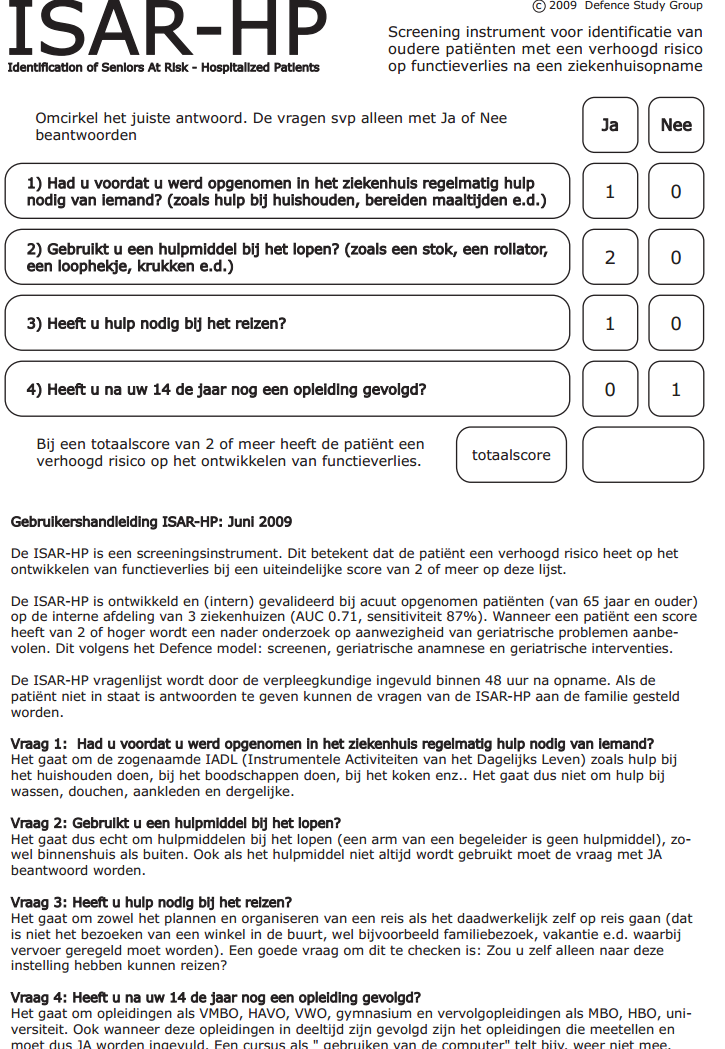 ISAR-HP
© 2009 Defence Study Group
Identification of Seniors At Risk - Hospitalized Patients
Screening instrument voor identificatie van
oudere patiënten met een verhoogd risico
op functieverlies na een ziekenhuisopname
Omcirkel het juiste antwoord. De vragen svp alleen met Ja of Nee
beantwoorden
Ja
Nee
1) Had u voordat u werd opgenomen in het ziekenhuis regelmatig hulp
nodig van iemand? (zoals hulp bij huishouden, bereiden maaltijden e.d.)
1
0
2) Gebruikt u een hulpmiddel bij het lopen? (zoals een stok, een rollator,
een loophekje, krukken e.d.)
2
0
3) Heeft u hulp nodig bij het reizen?
1
0
4) Heeft u na uw 14 de jaar nog een opleiding gevolgd?
0
1
Bij een totaalscore van 2 of meer heeft de patiënt een
verhoogd risico op het ontwikkelen van functieverlies.
totaalscore
Gebruikershandleiding ISAR-HP: Juni 2009
De ISAR-HP is een screeningsinstrument. Dit betekent dat de patiënt een verhoogd risico heet op het
ontwikkelen van functieverlies bij een uiteindelijke score van 2 of meer op deze lijst.
De ISAR-HP is ontwikkeld en (intern) gevalideerd bij acuut opgenomen patiënten (van 65 jaar en ouder)
op de interne afdeling van 3 ziekenhuizen (AUC 0.71, sensitiviteit 87%). Wanneer een patiënt een score
heeft van 2 of hoger wordt een nader onderzoek op aanwezigheid van geriatrische problemen aanbe-
volen. Dit volgens het Defence model: screenen, geriatrische anamnese en geriatrische interventies.
De ISAR-HP vragenlijst wordt door de verpleegkundige ingevuld binnen 48 uur na opname. Als de
patiënt niet in staat is antwoorden te geven kunnen de vragen van de ISAR-HP aan de familie gesteld
worden.
Vraag 1: Had u voordat u werd opgenomen in het ziekenhuis regelmatig hulp nodig van iemand?
Het gaat om de zogenaamde IADL (Instrumentele Activiteiten van het Dagelijks Leven) zoals hulp bij
het huishouden doen, bij het boodschappen doen, bij het koken enz.. Het gaat dus niet om hulp bij
wassen, douchen, aankleden en dergelijke.
Vraag 2: Gebruikt u een hulpmiddel bij het lopen?
Het gaat dus echt om hulpmiddelen bij het lopen (een arm van een begeleider is geen hulpmiddel), zo-
wel binnenshuis als buiten. Ook als het hulpmiddel niet altijd wordt gebruikt moet de vraag met JA
beantwoord worden.
Vraag 3: Heeft u hulp nodig bij het reizen?
Het gaat om zowel het plannen en organiseren van een reis als het daadwerkelijk zelf op reis gaan (dat
is niet het bezoeken van een winkel in de buurt, wel bijvoorbeeld familiebezoek, vakantie e.d. waarbij
vervoer geregeld moet worden). Een goede vraag om dit te checken is: Zou u zelf alleen naar deze
instelling hebben kunnen reizen?
Vraag 4: Heeft u na uw 14 de jaar nog een opleiding gevolgd?
Het gaat om opleidingen als VMBO, HAVO, VWO, gymnasium en vervolgopleidingen als MBO, HBO, uni-
versiteit. Ook wanneer deze opleidingen in deeltijd zijn gevolgd zijn het opleidingen die meetellen en
moet dus JA worden ingevuld. Een cursus als " gebruiken van de computer" telt bijv. weer niet mee.